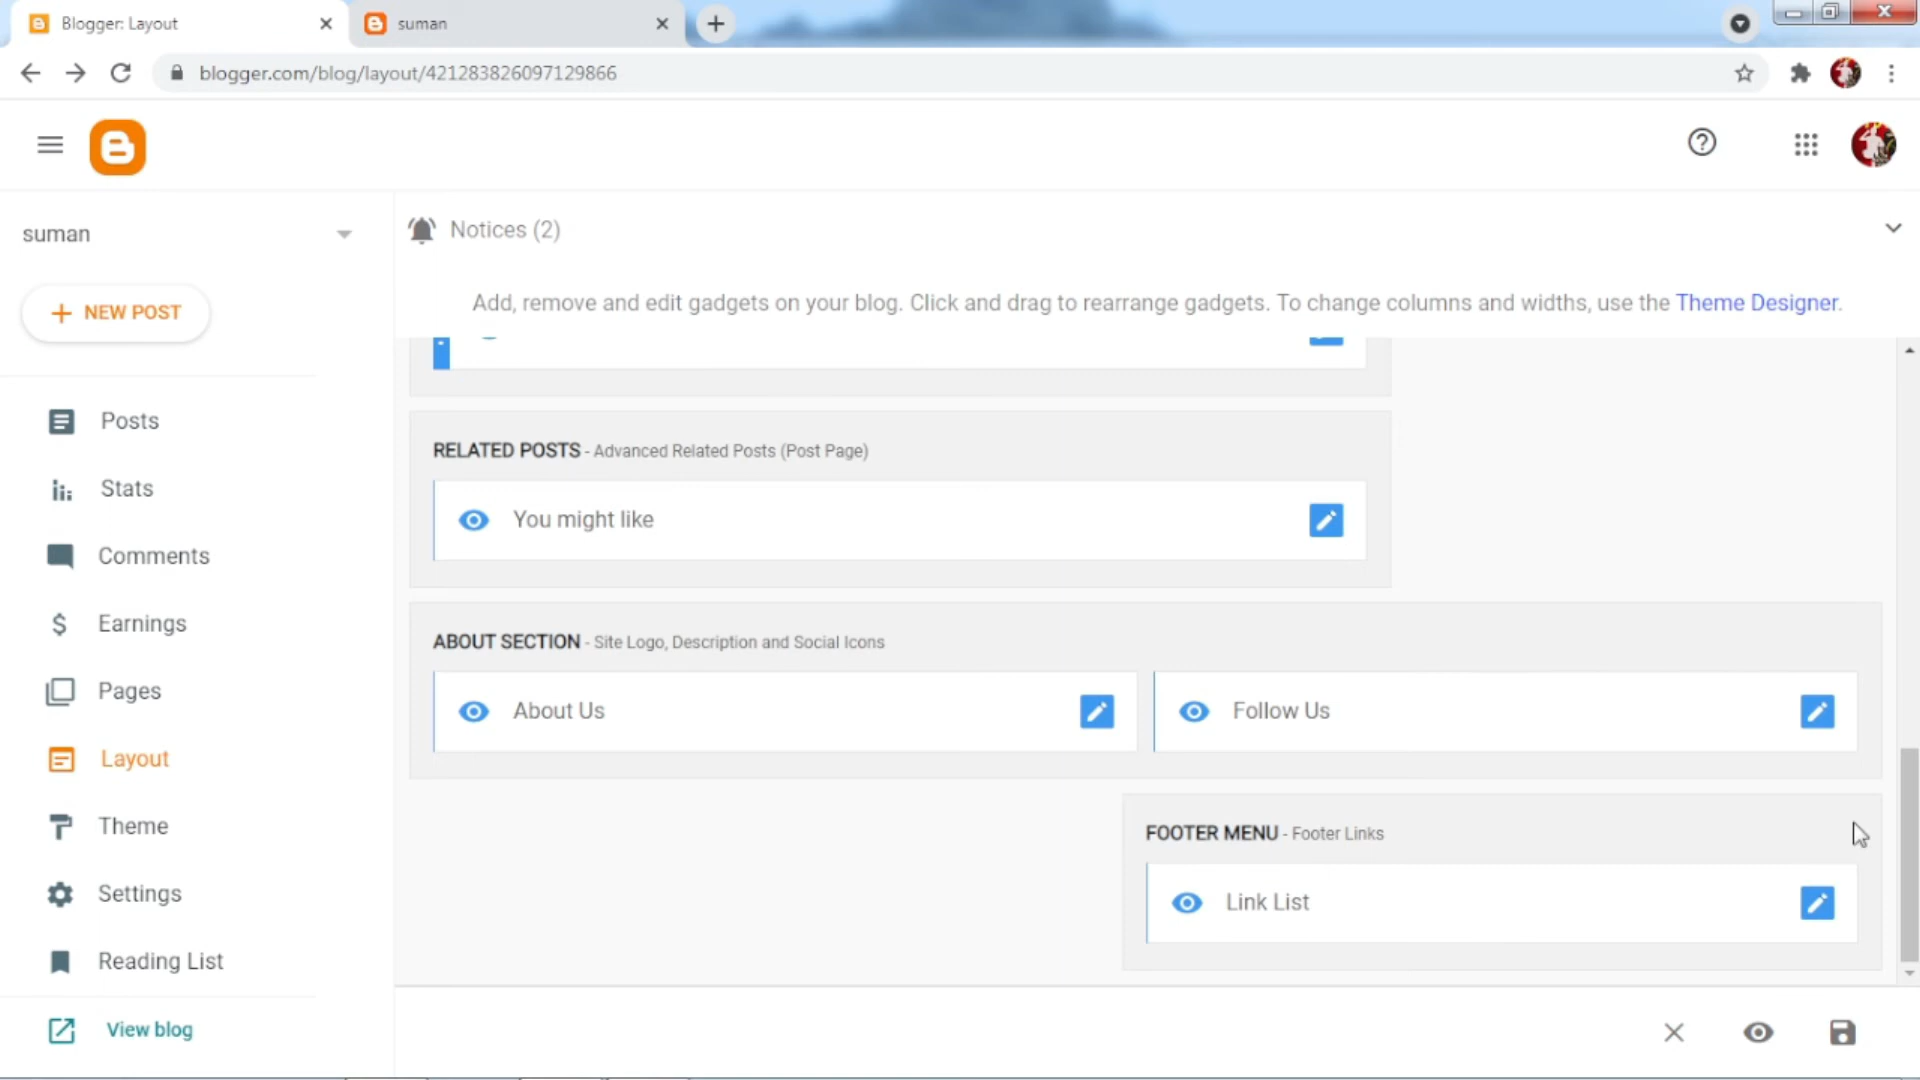 Blogger: Layout
suman
blogger.com/blog/layout/421283826097129866
suman
Notices (2)
Add, remove and edit gadgets on your blog. Click and drag to rearrange gadgets. To change columns and widths, use the Theme Designer.
NEW POST
Posts
Stats
Comments
Earnings
Pages
Layout
Theme
Settings
Reading List
View blog
RELATED POSTS - Advanced Related Posts (Post Page)
You might like
ABOUT SECTION - Site Logo, Description and Social Icons
About Us
Follow Us
FOOTER MENU - Footer Links
Link List